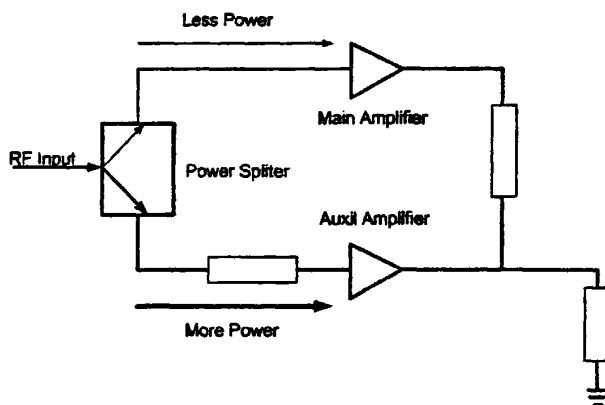 Less Power
Main Amplifier
RF Input
Power Spliter
Auxil Amplifier
More Power